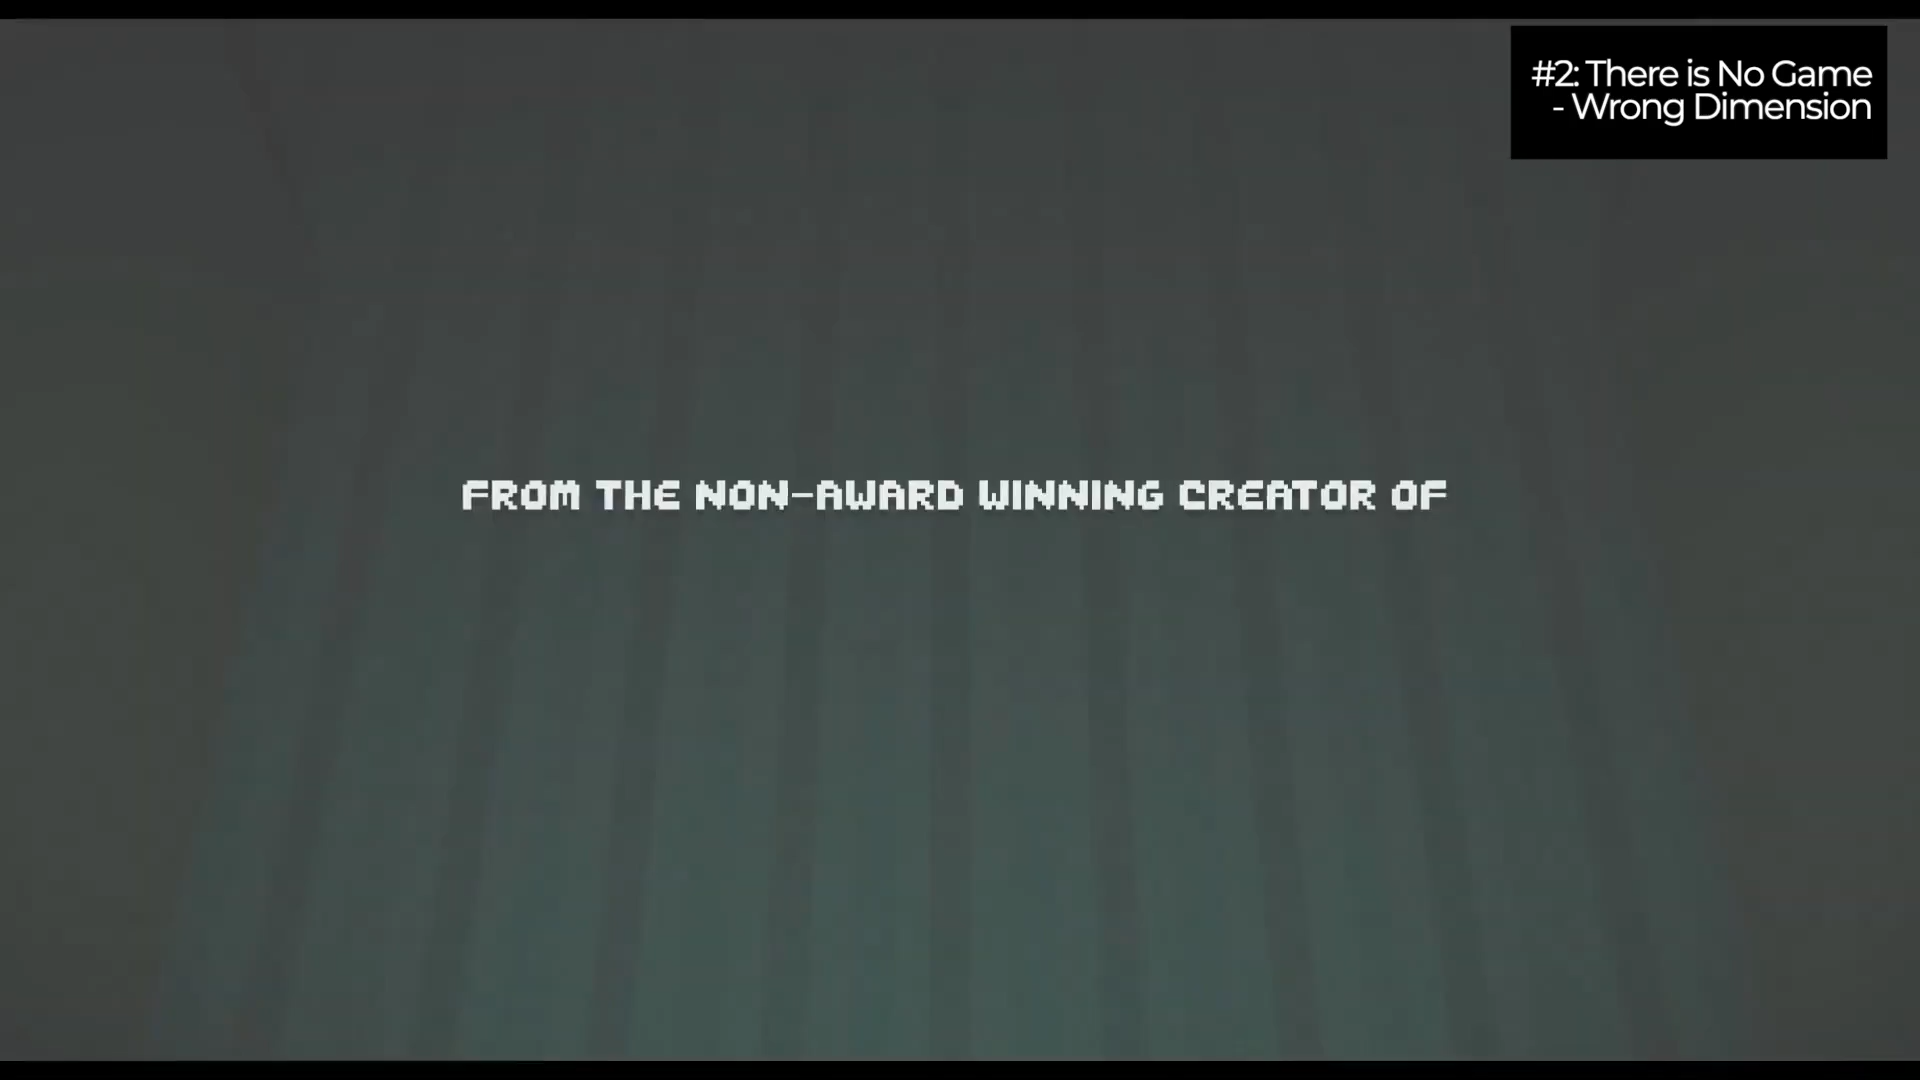 #2: There is No Game
- Wrong Dimension
FROM THE NON-AWARD WINNING CREATOR OF